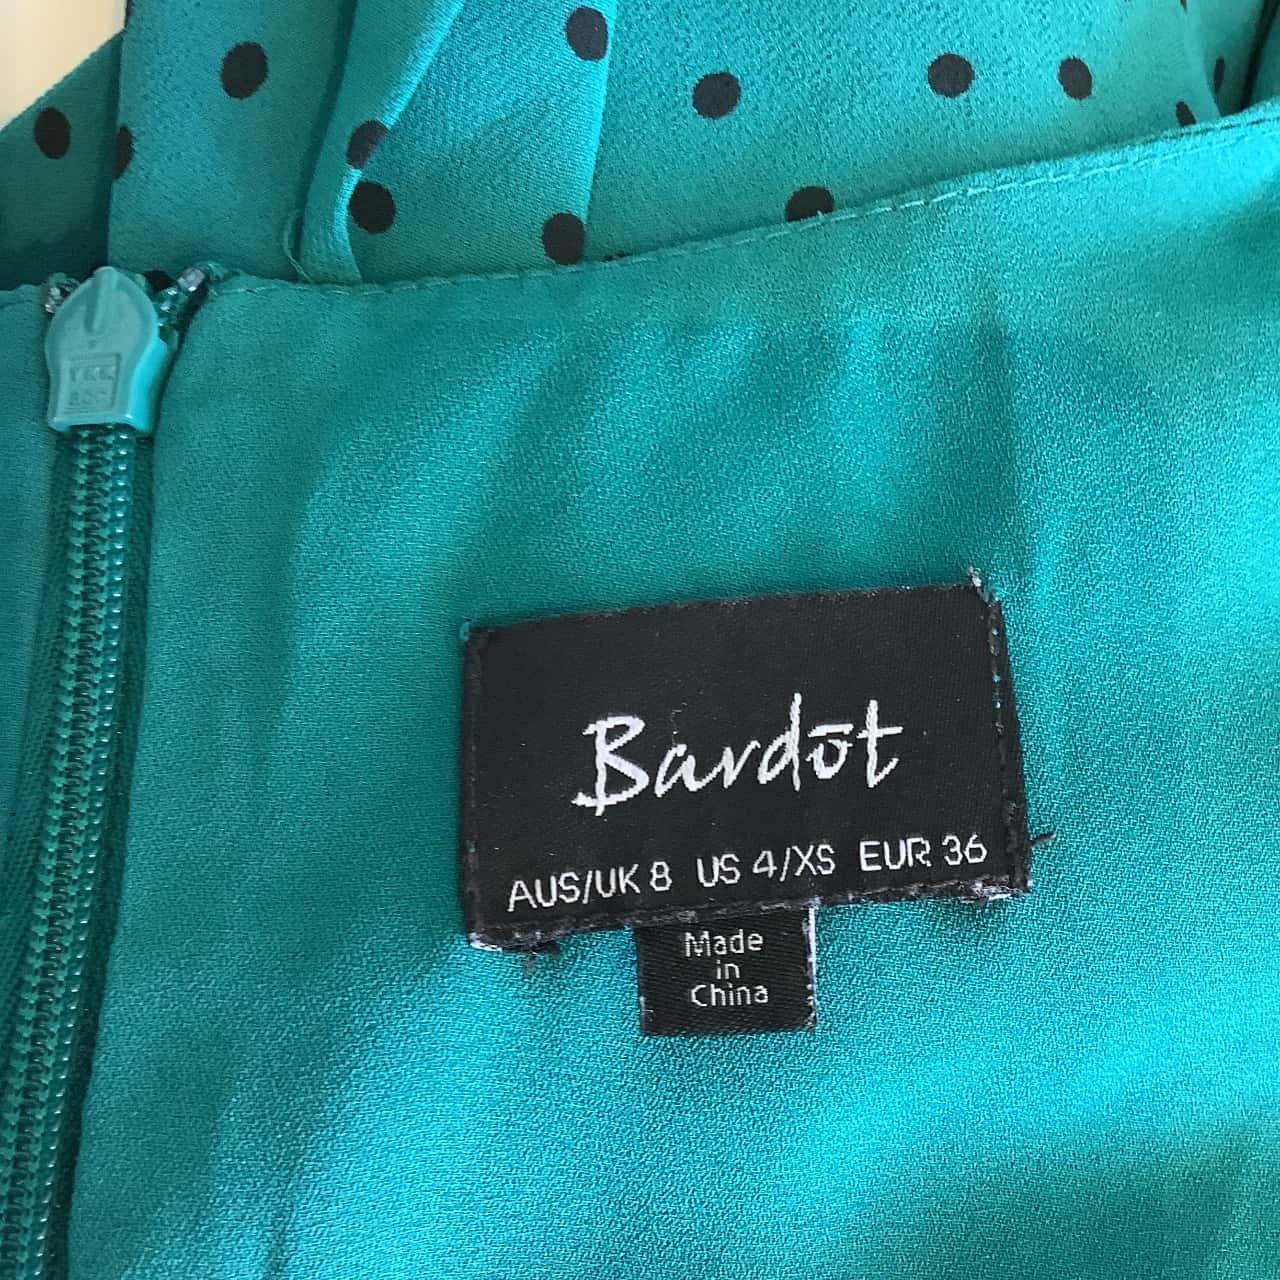 Bardōt
AUS/UK 8 US 4/XS EUR 36
Made
in
China